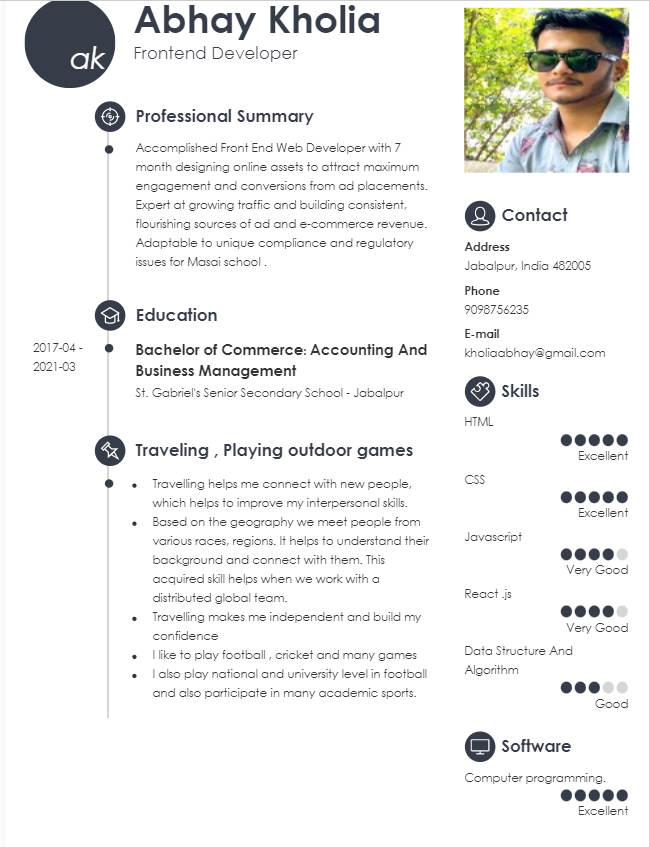 ak
Abhay Kholia
Frontend Developer
Professional Summary
Accomplished Front End Web Developer with 7
month designing online assets to attract maximum
engagement and conversions from ad placements.
Expert at growing traffic and building consistent,
flourishing sources of ad and e-commerce revenue.
Adaptable to unique compliance and regulatory
issues for Masai school .
Education
2017-04 -
2021-03
Bachelor of Commerce: Accounting And
Business Management
St. Gabriel's Senior Secondary School - Jabalpur
Traveling , Playing outdoor games
• Travelling helps me connect with new people,
which helps to improve my interpersonal skills.
• Based on the geography we meet people from
various races, regions. It helps to understand their
background and connect with them. This
acquired skill helps when we work with a
distributed global team.
• Travelling makes me independent and build my
confidence
• I like to play football , cricket and many games
• I also play national and university level in football
and also participate in many academic sports.
Contact
Address
Jabalpur, India 482005
Phone
9098756235
E-mail
kholiaabhay@gmail.com
Skills
HTML
Excellent
CSS
Excellent
Javascript
Very Good
React .js
Very Good
Data Structure And
Algorithm
Good
Software
Computer programming.
Excellent